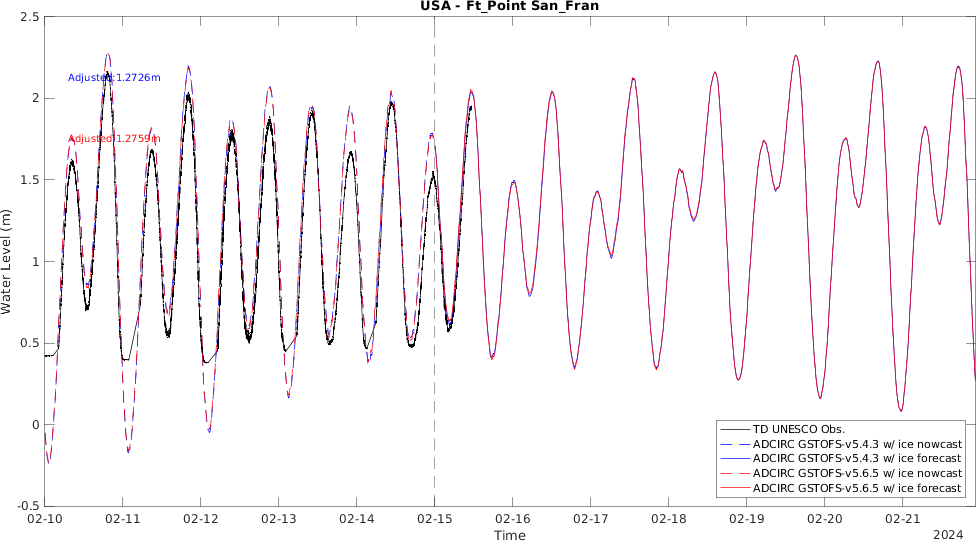 USA - Ft_Point San_Fran
2.5
2
1.5
1
0.5
0
-0.5
Water Level (m)
Adjusted:1.2726m
Adjusted:1.2759m
TD UNESCO Obs.
ADCIRC GSTOFS-v5.4.3 w/ ice nowcast
ADCIRC GSTOFS-v5.4.3 w/ ice forecast
ADCIRC GSTOFS-v5.6.5 w/ ice nowcast
ADCIRC GSTOFS-v5.6.5 w/ ice forecast
02-10 02-11 02-12 02-13 02-14 02-15 02-16 02-17 02-18 02-19 02-20 02-21
Time
2024